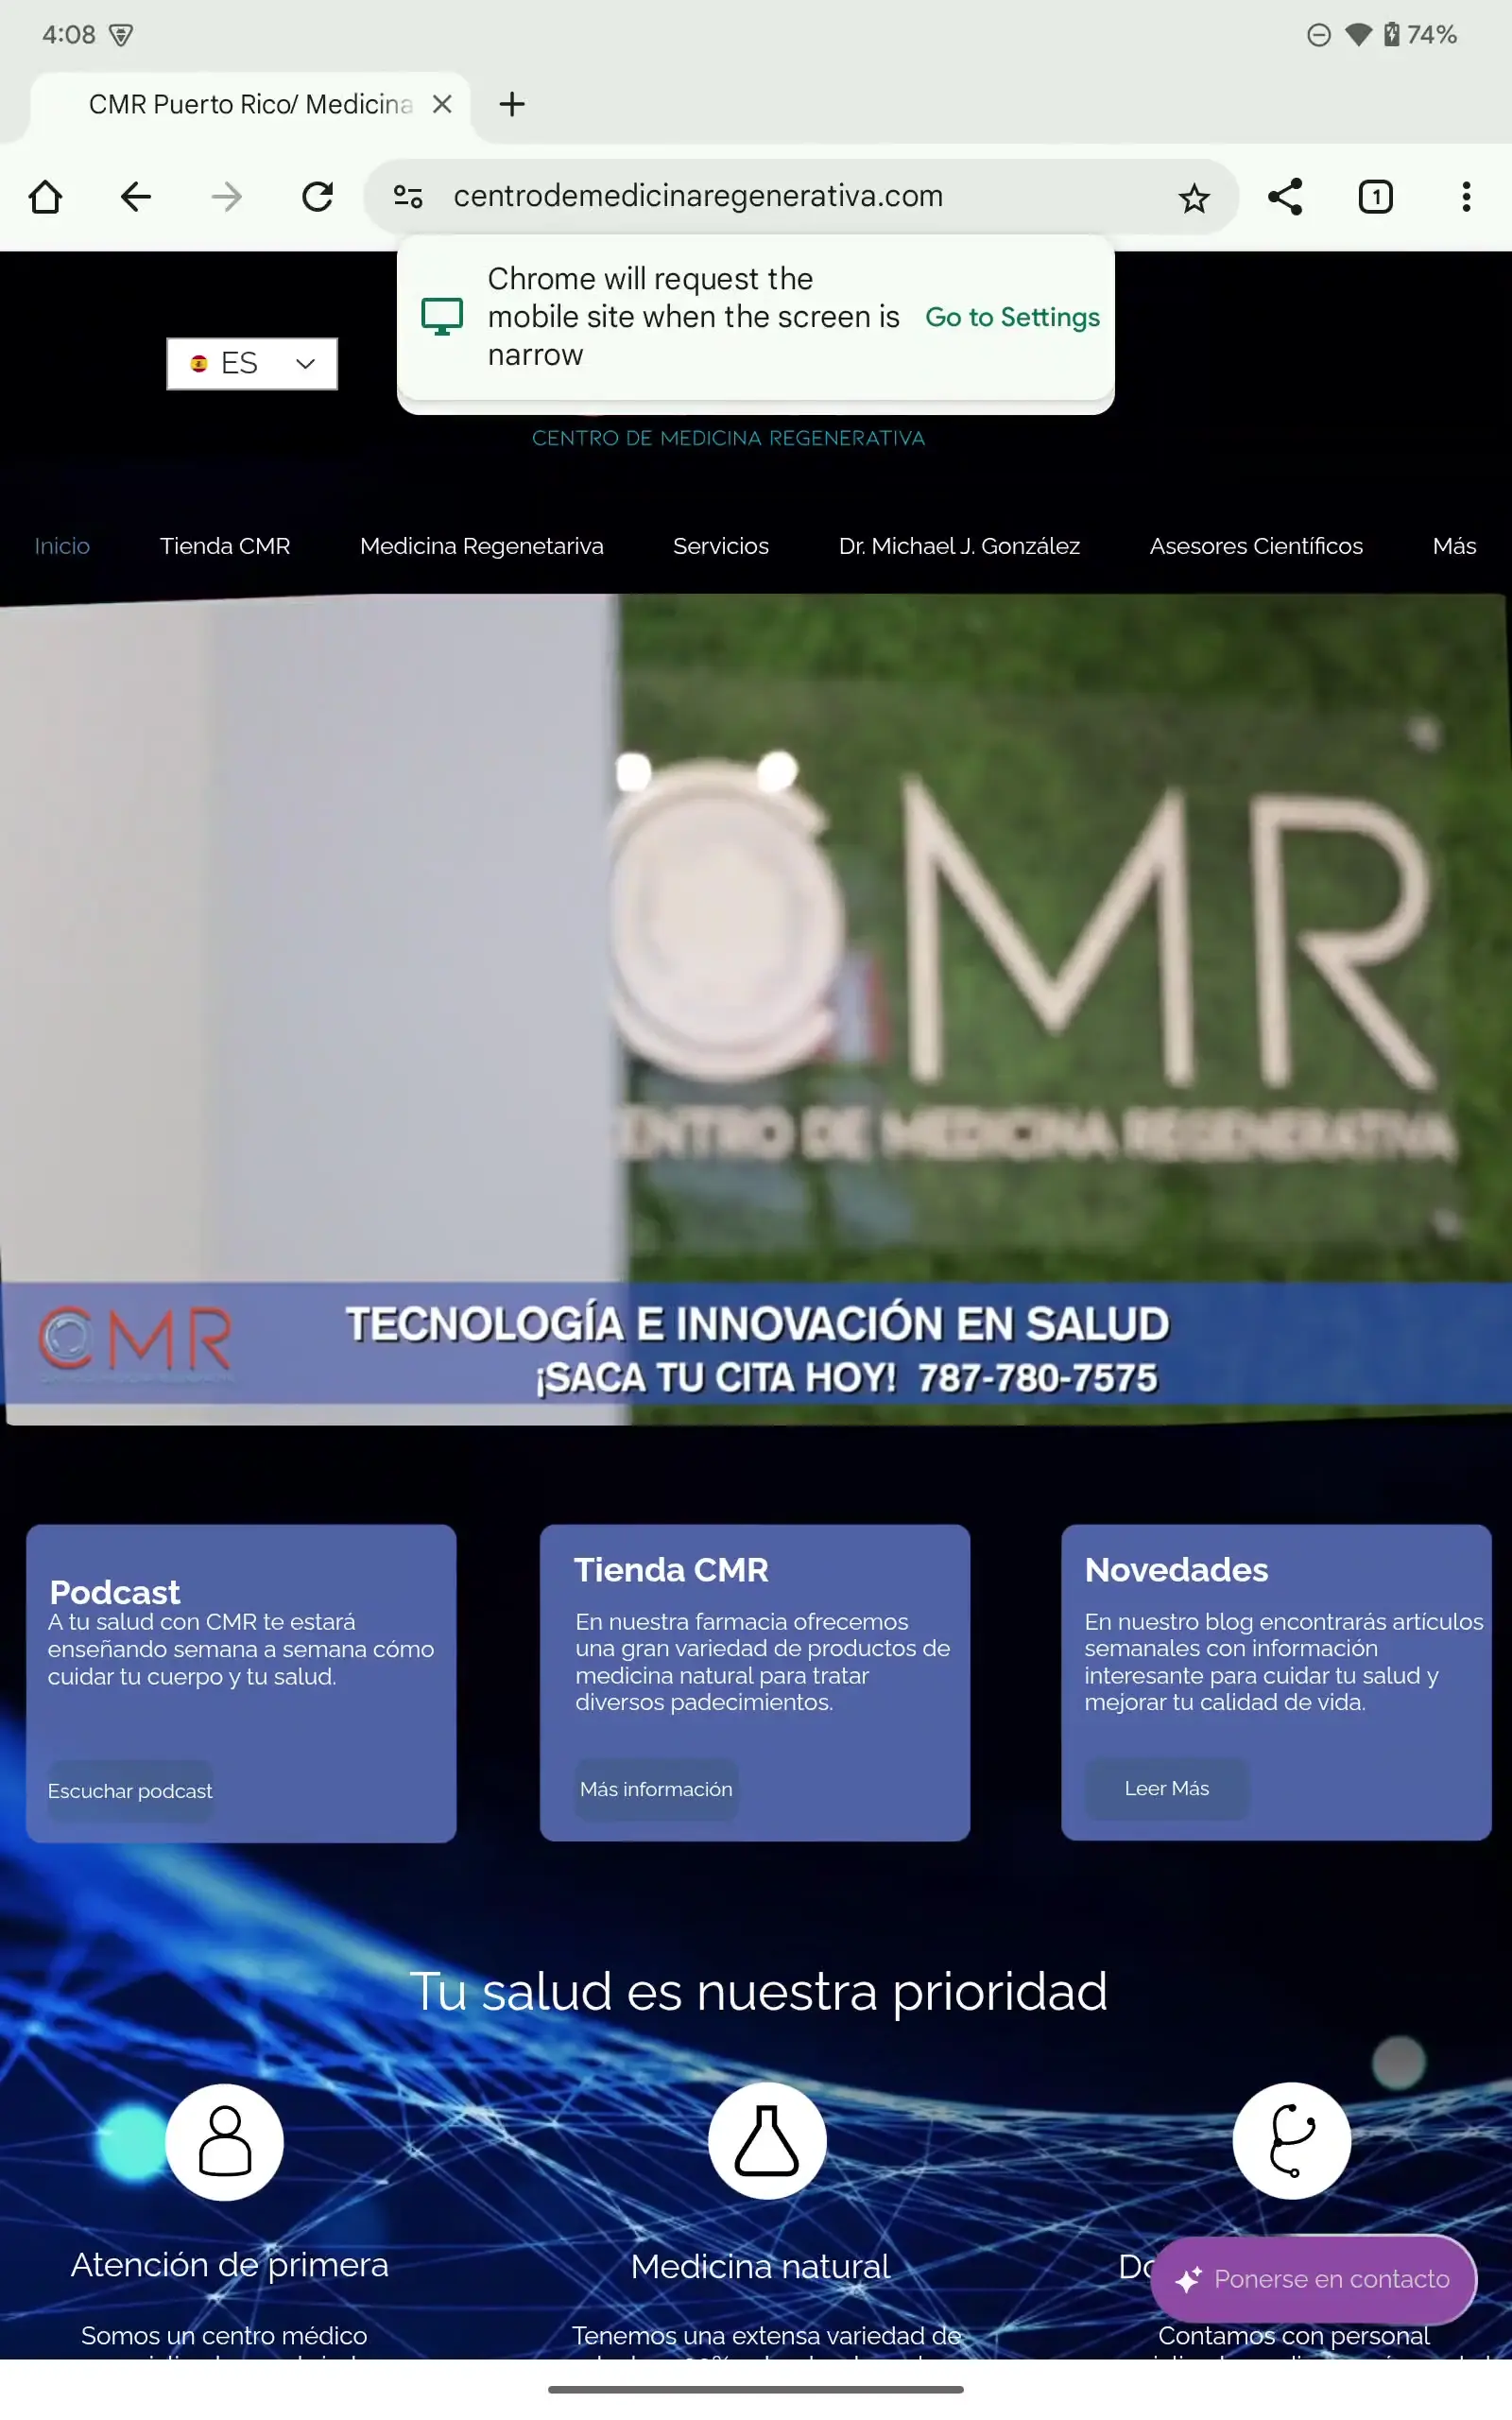 4:08
74%
CMR Puerto Rico/ Medicina
centrodemedicinaregenerativa.com
1
Chrome will request the
mobile site when the screen is
narrow
Go to Settings
ES
CENTRO DE MEDICINA REGENERATIVA
Inicio
Tienda CMR
Medicina Regenetariva
Servicios
Dr. Michael J. González
Asesores Científicos
Más
CMR
CENTRO DE MEDICINA REGENERATIVA
CMR
TECNOLOGÍA E INNOVACIÓN EN SALUD
¡SACA TU CITA HOY! 787-780-7575
Podcast
A tu salud con CMR te estará
enseñando semana a semana cómo
cuidar tu cuerpo y tu salud.
Escuchar podcast
Tienda CMR
En nuestra farmacia ofrecemos
una gran variedad de productos de
medicina natural para tratar
diversos padecimientos.
Más información
Novedades
En nuestro blog encontrarás artículos
semanales con información
interesante para cuidar tu salud y
mejorar tu calidad de vida.
Leer Más
Tu salud es nuestra prioridad
Atención de primera
Somos un centro médico
Medicina natural
Tenemos una extensa variedad de
Ponerse en contacto
Contamos con personal